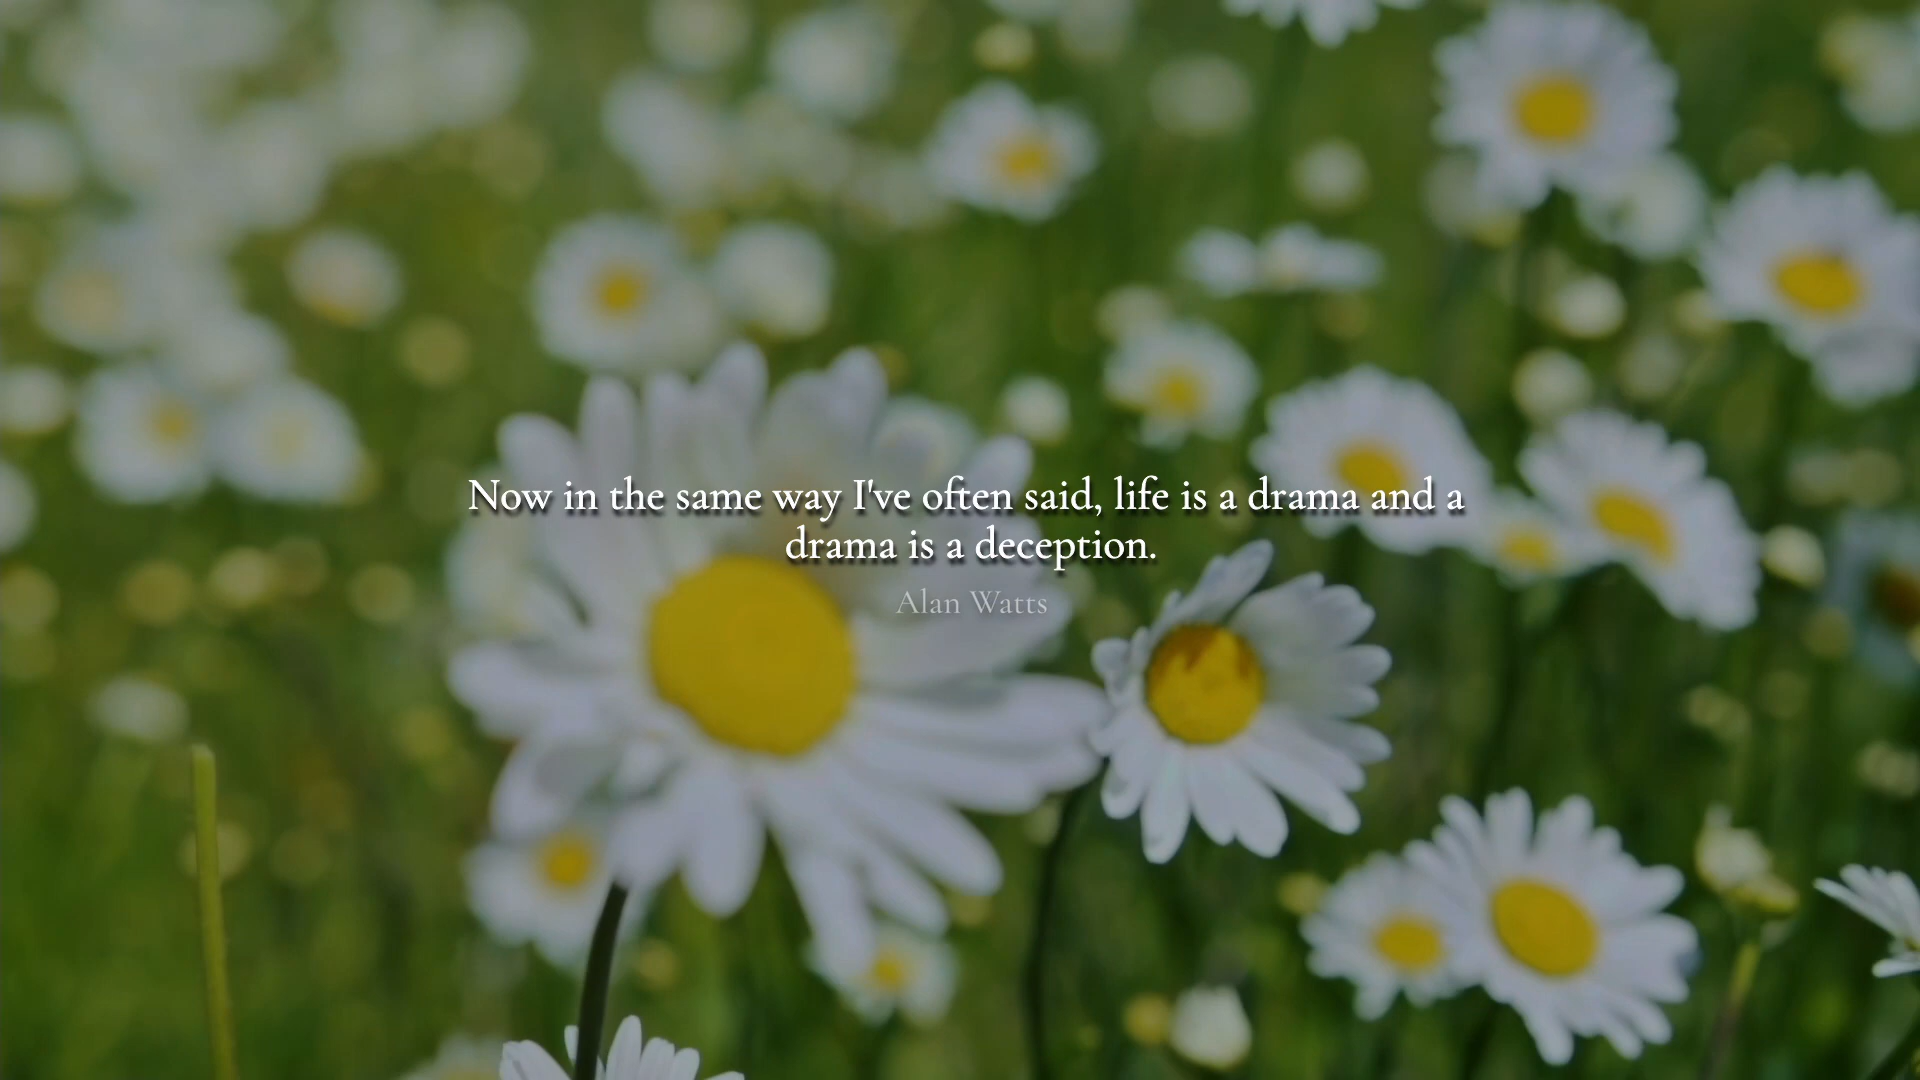 Now in the same way I've often said, life is a drama and a
drama is a deception.
Alan Watts